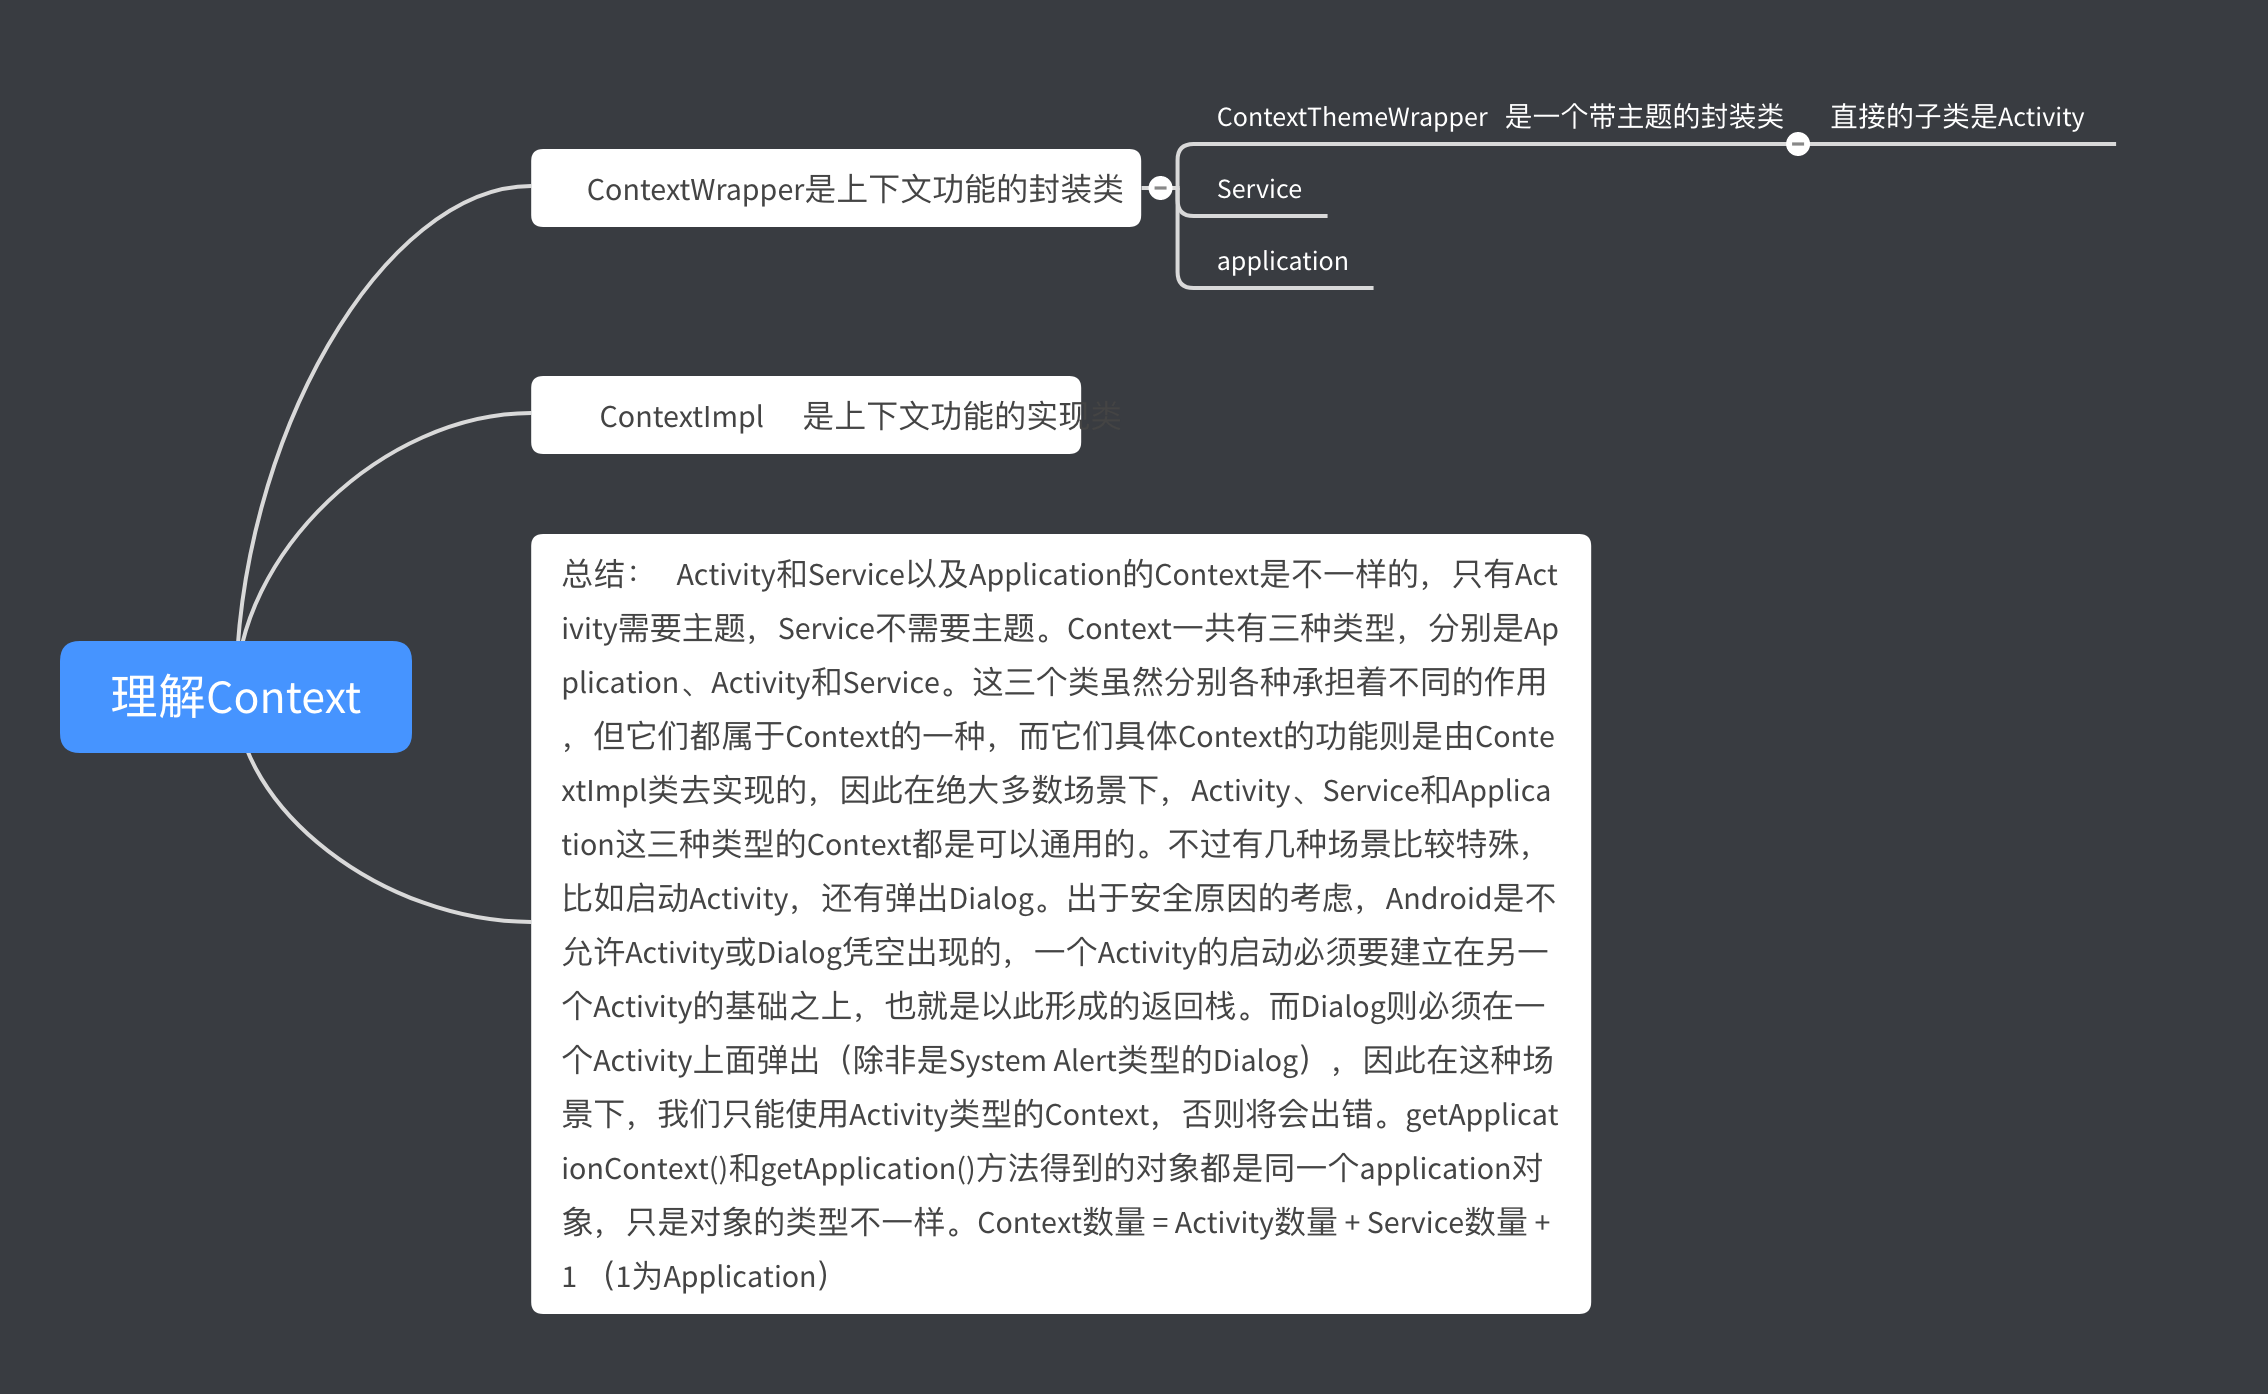 ContextThemeWrapper 是一个带主题的封装类
直接的子类是Activity
ContextWrapper是上下文功能的封装类
Service
application
ContextImpl 是上下文功能的实现类
理解Context
总结： Activity和Service以及Application的Context是不一样的，只有Act
ivity需要主题，Service不需要主题。Context一共有三种类型，分别是Ap
plication、Activity和Service。这三个类虽然分别各种承担着不同的作用
，但它们都属于Context的一种，而它们具体Context的功能则是由Conte
xtImpl类去实现的，因此在绝大多数场景下，Activity、Service和Applica
tion这三种类型的Context都是可以通用的。不过有几种场景比较特殊，
比如启动Activity，还有弹出Dialog。出于安全原因的考虑，Android是不
允许Activity或Dialog凭空出现的，一个Activity的启动必须要建立在另一
个Activity的基础之上，也就是以此形成的返回栈。而Dialog则必须在一
个Activity上面弹出（除非是System Alert类型的Dialog），因此在这种场
景下，我们只能使用Activity类型的Context，否则将会出错。getApplicat
ionContext()和getApplication()方法得到的对象都是同一个application对
象，只是对象的类型不一样。Context数量 = Activity数量 + Service数量 +
1 （1为Application）